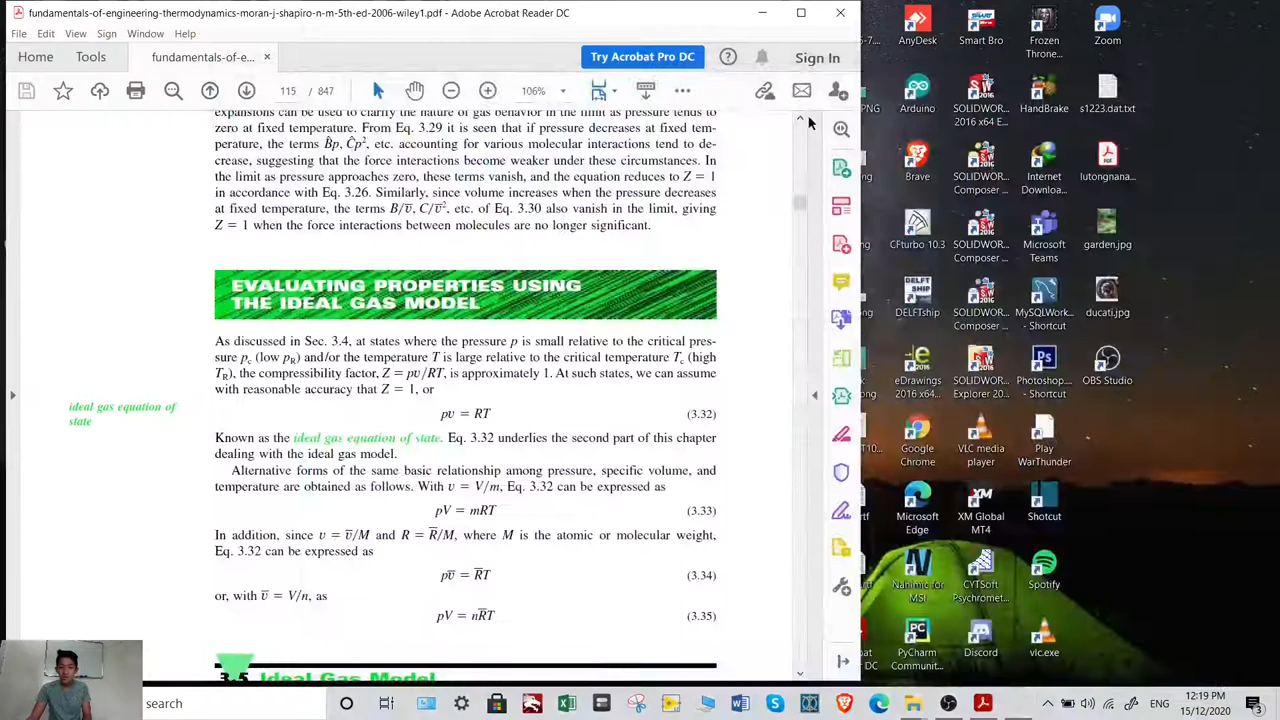 fundamentals-of-engineering-thermodynamics-moran-j-shapiro-n-m-5th-ed-2006-wiley1.pdf - Adobe Acrobat Reader DC
File Edit View Sign Window Help
Home Tools fundamentals-of-e... × Try Acrobat Pro DC Sign In
115 / 847 106%
expansions can be used to clarify the nature of gas behavior in the limit as pressure tends to
zero at fixed temperature. From Eq. 3.29 it is seen that if pressure decreases at fixed tem-
perature, the terms B̂p, Ĉp², etc. accounting for various molecular interactions tend to de-
crease, suggesting that the force interactions become weaker under these circumstances. In
the limit as pressure approaches zero, these terms vanish, and the equation reduces to Z = 1
in accordance with Eq. 3.26. Similarly, since volume increases when the pressure decreases
at fixed temperature, the terms B/v̅, C/v̅², etc. of Eq. 3.30 also vanish in the limit, giving
Z = 1 when the force interactions between molecules are no longer significant.
EVALUATING PROPERTIES USING
THE IDEAL GAS MODEL
As discussed in Sec. 3.4, at states where the pressure p is small relative to the critical pres-
sure pc (low pR) and/or the temperature T is large relative to the critical temperature Tc (high
TR), the compressibility factor, Z = pv/RT, is approximately 1. At such states, we can assume
with reasonable accuracy that Z = 1, or
ideal gas equation of
state
pv = RT (3.32)
Known as the ideal gas equation of state, Eq. 3.32 underlies the second part of this chapter
dealing with the ideal gas model.
Alternative forms of the same basic relationship among pressure, specific volume, and
temperature are obtained as follows. With v = V/m, Eq. 3.32 can be expressed as
pV = mRT (3.33)
In addition, since v = v̅/M and R = R̅/M, where M is the atomic or molecular weight,
Eq. 3.32 can be expressed as
pv̅ = R̅T (3.34)
or, with v̅ = V/n, as
pV = nR̅T (3.35)
3.5 Ideal Gas Model
AnyDesk Smart Bro Frozen Throne... Zoom
Arduino SOLIDWO... 2016 x64 E... HandBrake s1223.dat.txt
Brave SOLIDWOR... Composer ... Internet Downloa... lutongnana...
CFturbo 10.3 SOLIDWOR... Composer ... Microsoft Teams garden.jpg
DELFTship SOLIDWOR... Composer ... MySQLWork... - Shortcut ducati.jpg
eDrawings 2016 x64... SOLIDWOR... Explorer 20... Photoshop... - Shortcut OBS Studio
Google Chrome VLC media player Play WarThunder
Microsoft Edge XM Global MT4 Shotcut
Nahimic for MSI CYTSoft Psychromet... Spotify
PyCharm Communit... Discord vlc.exe
search
ENG 12:19 PM
15/12/2020
3